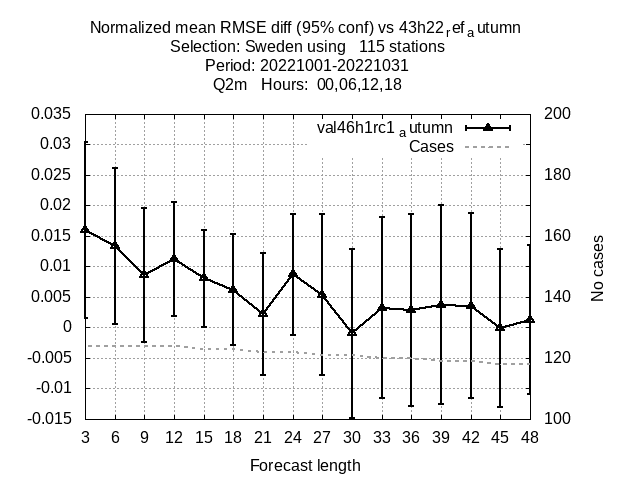 Normalized mean RMSE diff (95% conf) vs 43h22refautumn
Selection: Sweden using 115 stations
Period: 20221001-20221031
Q2m Hours: 00,06,12,18
0.035
0.03
0.025
0.02
0.015
0.01
0.005
0
-0.005
-0.01
-0.015
val46h1rc1autumn
Cases
200
180
160
140
120
100
No cases
3 6 9 12 15 18 21 24 27 30 33 36 39 42 45 48
Forecast length